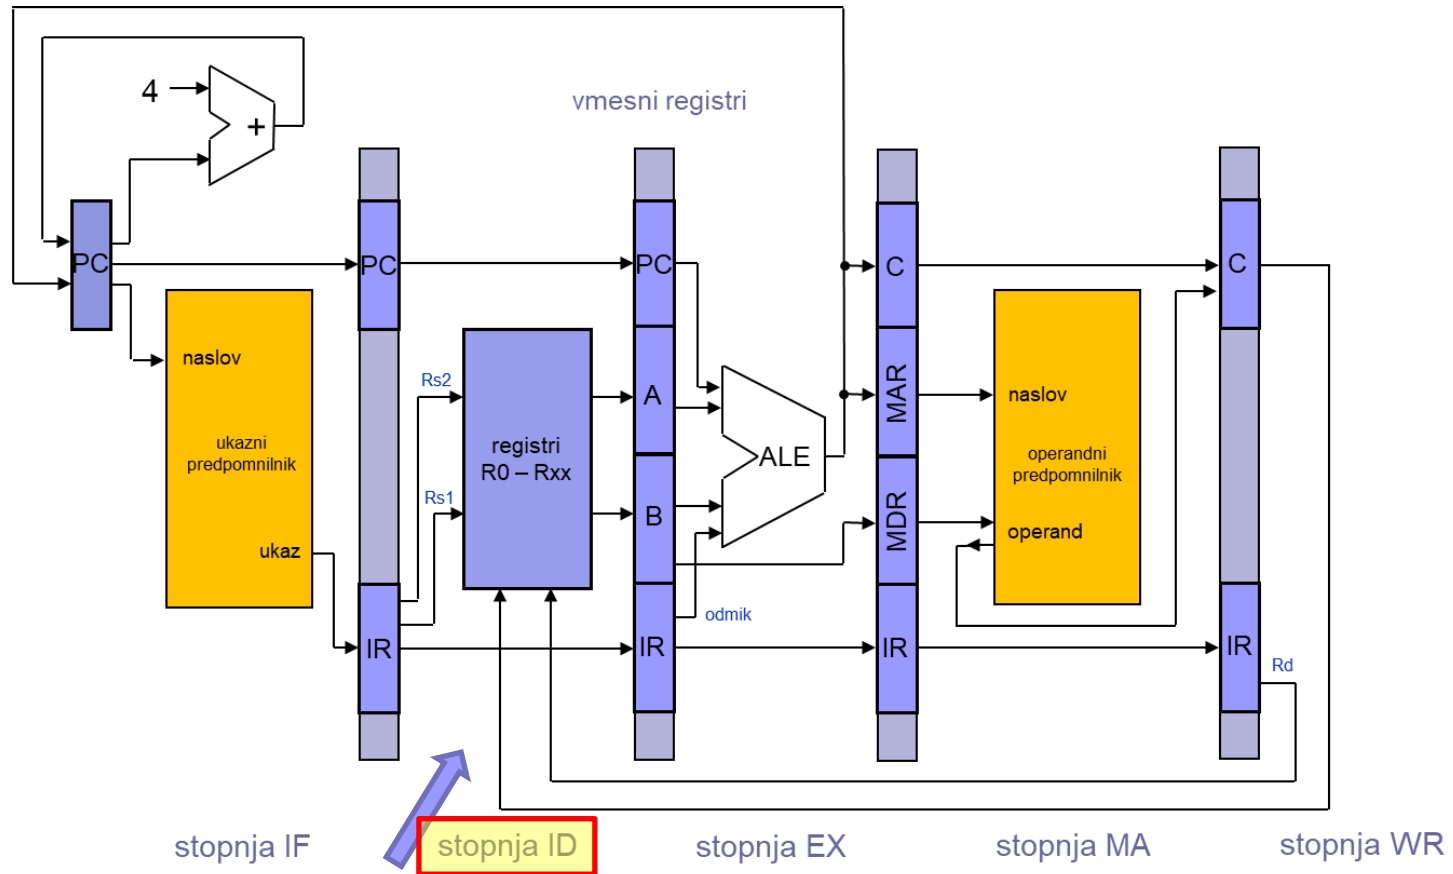 4
+
vmesni registri
PC
PC
PC
C
C
naslov
ukazni
predpomnilnik
ukaz
IR
Rs2
Rs1
registri
R0 – Rxx
A
B
IR
odmik
ALE
MAR
MDR
IR
naslov
operandni
predpomnilnik
operand
IR
Rd
stopnja IF
stopnja ID
stopnja EX
stopnja MA
stopnja WR